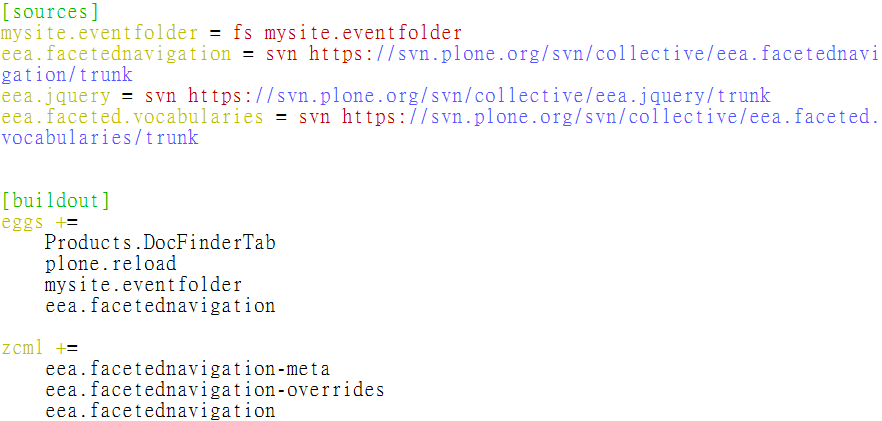 [sources]
mysite.eventfolder = fs mysite.eventfolder
eea.facetednavigation = svn https://svn.plone.org/svn/collective/eea.facetednavi
gation/trunk
eea.jquery = svn https://svn.plone.org/svn/collective/eea.jquery/trunk
eea.faceted.vocabularies = svn https://svn.plone.org/svn/collective/eea.faceted.
vocabularies/trunk
[buildout]
eggs +=
    Products.DocFinderTab
    plone.reload
    mysite.eventfolder
    eea.facetednavigation
zcml +=
    eea.facetednavigation-meta
    eea.facetednavigation-overrides
    eea.facetednavigation